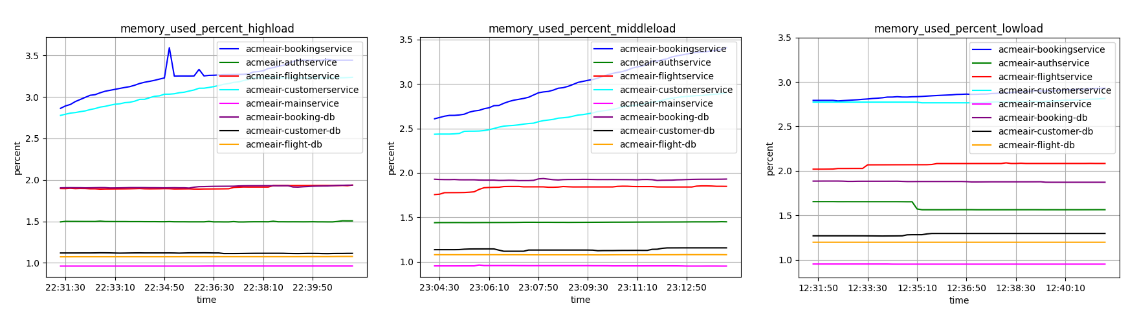 memory_used_percent_highload
3.5
3.0
2.5
2.0
1.5
1.0
percent
acmeair-bookingservice
acmeair-authservice
acmeair-flightservice
acmeair-customerservice
acmeair-mainservice
acmeair-booking-db
acmeair-customer-db
acmeair-flight-db
22:31:30 22:33:10 22:34:50 22:36:30 22:38:10 22:39:50
time
memory_used_percent_middleload
3.5
3.0
2.5
2.0
1.5
1.0
percent
acmeair-bookingservice
acmeair-authservice
acmeair-flightservice
acmeair-customerservice
acmeair-mainservice
acmeair-booking-db
acmeair-customer-db
acmeair-flight-db
23:04:30 23:06:10 23:07:50 23:09:30 23:11:10 23:12:50
time
memory_used_percent_lowload
3.5
3.0
2.5
2.0
1.5
1.0
percent
acmeair-bookingservice
acmeair-authservice
acmeair-flightservice
acmeair-customerservice
acmeair-mainservice
acmeair-booking-db
acmeair-customer-db
acmeair-flight-db
12:31:50 12:33:30 12:35:10 12:36:50 12:38:30 12:40:10
time